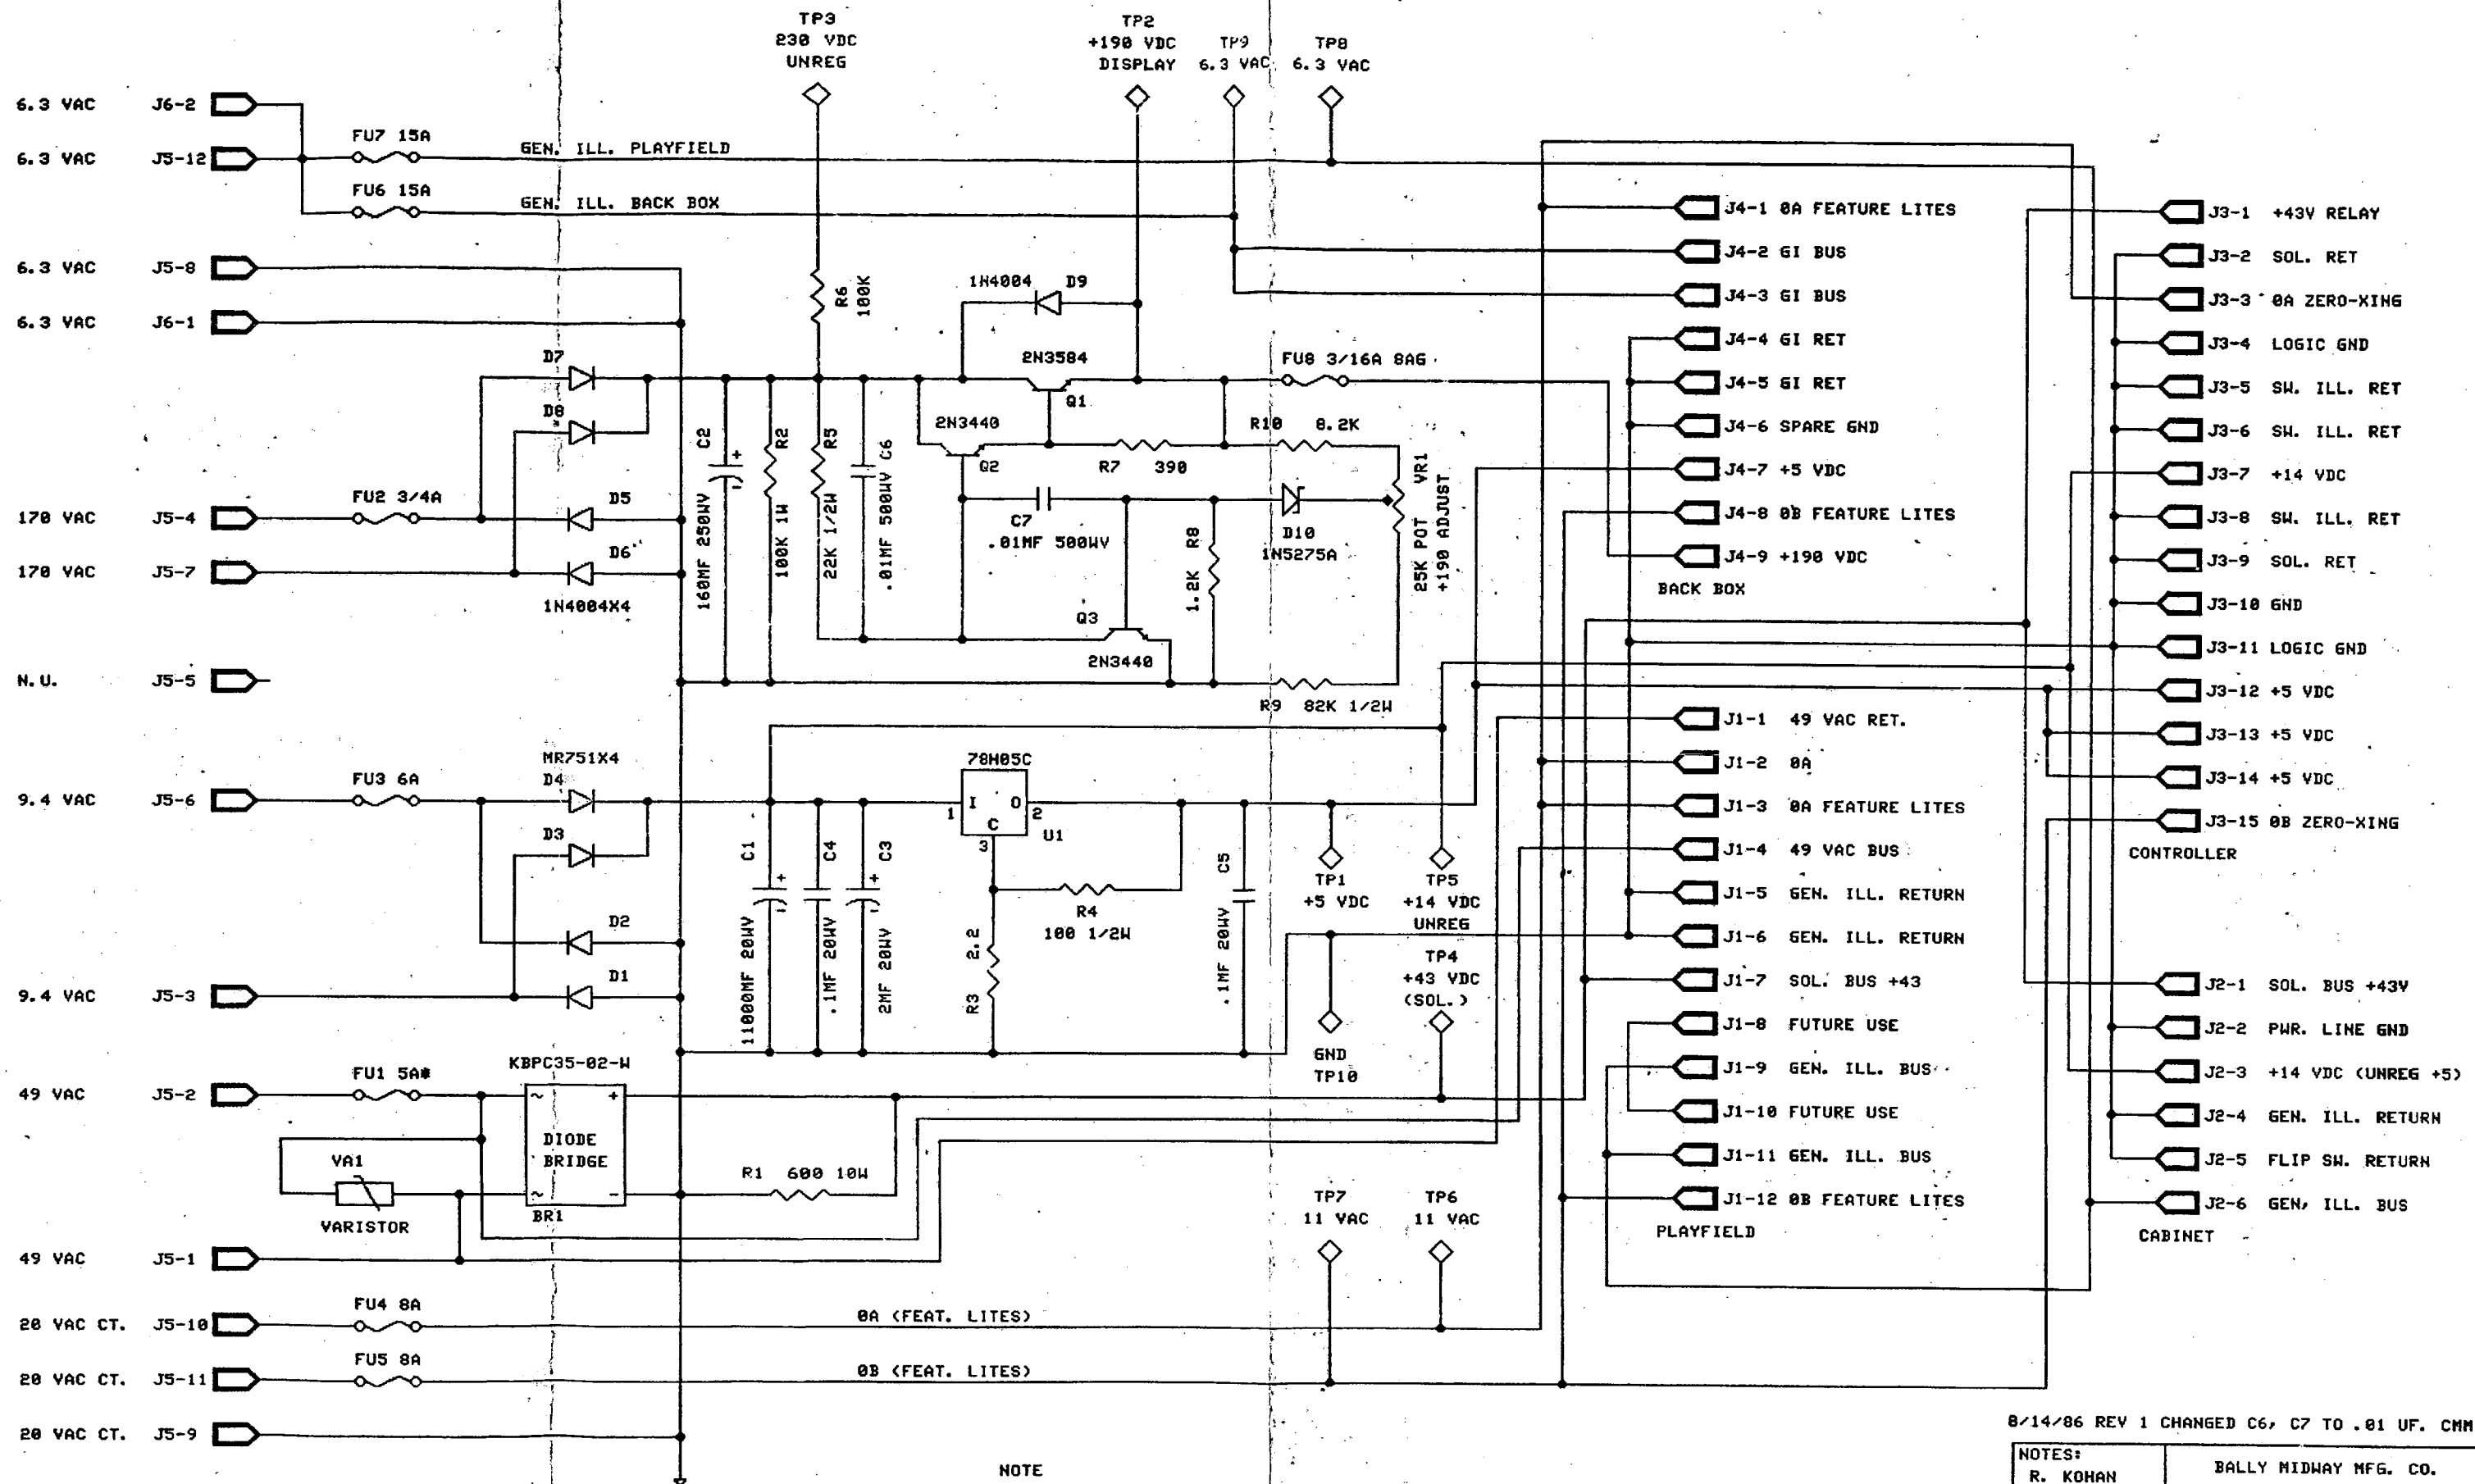 TP3
230 VDC
UNREG
TP2
+190 VDC
DISPLAY
TP9
6.3 VAC
TP8
6.3 VAC
6.3 VAC J6-2
6.3 VAC J5-12
FU7 15A
GEN. ILL. PLAYFIELD
FU6 15A
GEN. ILL. BACK BOX
6.3 VAC J5-8
6.3 VAC J6-1
R6
100K
1N4004 D9
2N3584
Q1
FU8 3/16A 8AG
D7
D8
2N3440
Q2
R7 390
R10 8.2K
C2
160MF 250WV
R2
100K 1W
R5
22K 1/2W
C6
.01MF 500WV
C7
.01MF 500WV
D10
1N5275A
VR1
25K POT
+190 ADJUST
R8
1.2K
170 VAC J5-4
FU2 3/4A
D5
D6
170 VAC J5-7
1N4004X4
Q3
2N3440
R9 82K 1/2W
N.U. J5-5
MR751X4
D4
D3
9.4 VAC J5-6
FU3 6A
D2
D1
9.4 VAC J5-3
78H05C
I O
C
1 2
3
U1
C1
11000MF 20WV
C4
.1MF 20WV
C3
2MF 20WV
R4
100 1/2W
R3 2.2
C5
.1MF 20WV
TP1
+5 VDC
TP5
+14 VDC
UNREG
TP4
+43 VDC
(SOL.)
GND
TP10
49 VAC J5-2
FU1 5A*
KBPC35-02-W
~ +
DIODE
BRIDGE
~ -
BR1
VA1
VARISTOR
R1 600 10W
49 VAC J5-1
TP7
11 VAC
TP6
11 VAC
20 VAC CT. J5-10
FU4 8A
0A (FEAT. LITES)
20 VAC CT. J5-11
FU5 8A
0B (FEAT. LITES)
20 VAC CT. J5-9
NOTE
J4-1 0A FEATURE LITES
J4-2 GI BUS
J4-3 GI BUS
J4-4 GI RET
J4-5 GI RET
J4-6 SPARE GND
J4-7 +5 VDC
J4-8 0B FEATURE LITES
J4-9 +190 VDC
BACK BOX
J1-1 49 VAC RET.
J1-2 0A
J1-3 0A FEATURE LITES
J1-4 49 VAC BUS
J1-5 GEN. ILL. RETURN
J1-6 GEN. ILL. RETURN
J1-7 SOL. BUS +43
J1-8 FUTURE USE
J1-9 GEN. ILL. BUS
J1-10 FUTURE USE
J1-11 GEN. ILL. BUS
J1-12 0B FEATURE LITES
PLAYFIELD
J3-1 +43V RELAY
J3-2 SOL. RET
J3-3 0A ZERO-XING
J3-4 LOGIC GND
J3-5 SW. ILL. RET
J3-6 SW. ILL. RET
J3-7 +14 VDC
J3-8 SW. ILL. RET
J3-9 SOL. RET
J3-10 GND
J3-11 LOGIC GND
J3-12 +5 VDC
J3-13 +5 VDC
J3-14 +5 VDC
J3-15 0B ZERO-XING
CONTROLLER
J2-1 SOL. BUS +43V
J2-2 PWR. LINE GND
J2-3 +14 VDC (UNREG +5)
J2-4 GEN. ILL. RETURN
J2-5 FLIP SW. RETURN
J2-6 GEN. ILL. BUS
CABINET
8/14/86 REV 1 CHANGED C6, C7 TO .01 UF. CMM
NOTES:
R. KOHAN
BALLY MIDWAY MFG. CO.